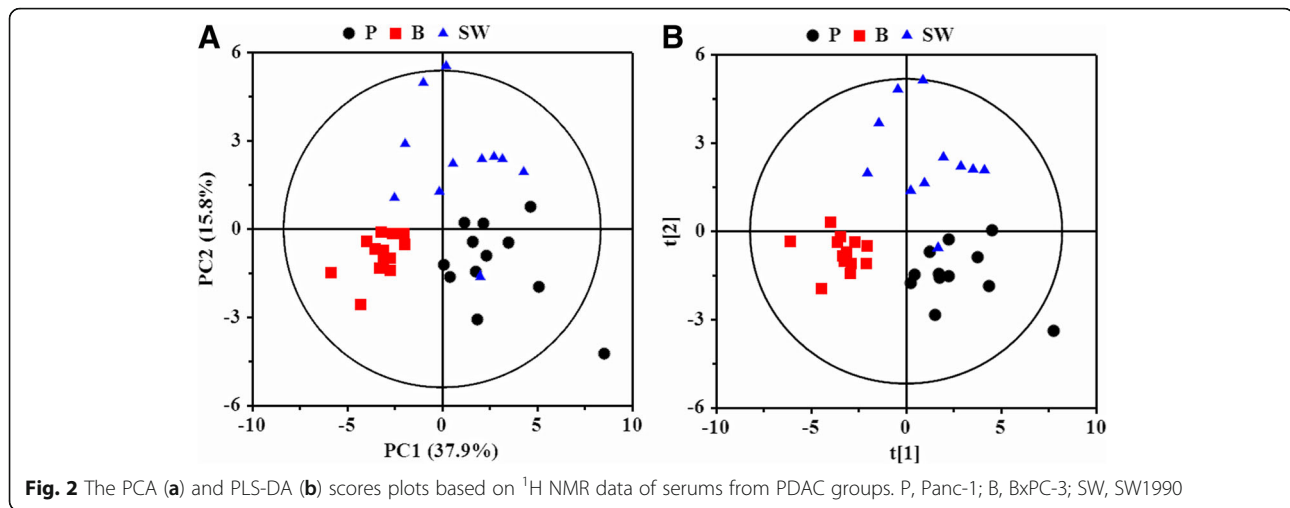 A
P B SW
6
3
0
-3
-6
PC2 (15.8%)
-10 -5 0 5 10
PC1 (37.9%)
B
P B SW
6
3
0
-3
-6
t[2]
-10 -5 0 5 10
t[1]
Fig. 2 The PCA (a) and PLS-DA (b) scores plots based on ¹H NMR data of serums from PDAC groups. P, Panc-1; B, BxPC-3; SW, SW1990